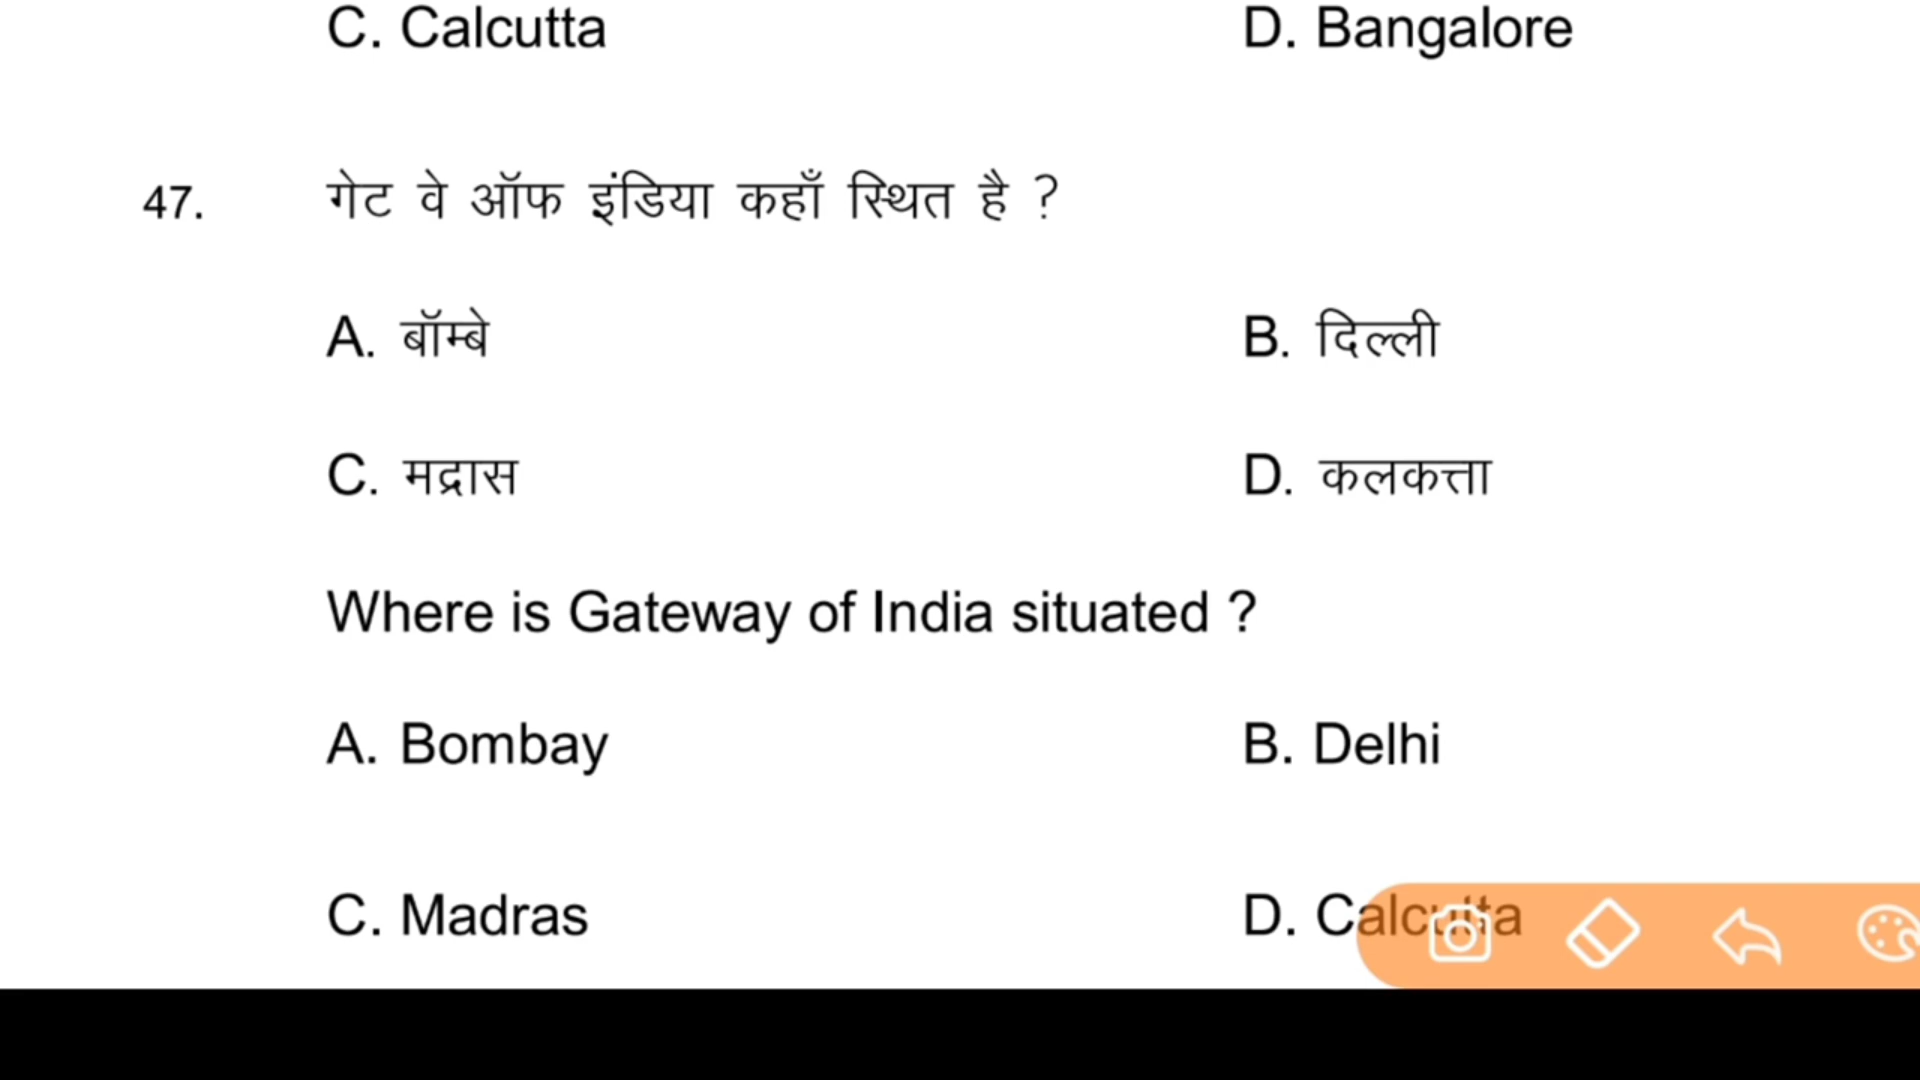 C. Calcutta D. Bangalore
47. गेट वे ऑफ इंडिया कहाँ स्थित है ?
A. बॉम्बे B. दिल्ली
C. मद्रास D. कलकत्ता
Where is Gateway of India situated ?
A. Bombay B. Delhi
C. Madras D. Calcutta